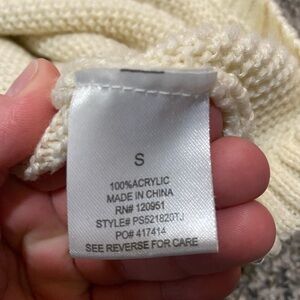 S
100%ACRYLIC
MADE IN CHINA
RN# 120951
STYLE# PS521820TJ
PO# 417414
SEE REVERSE FOR CARE